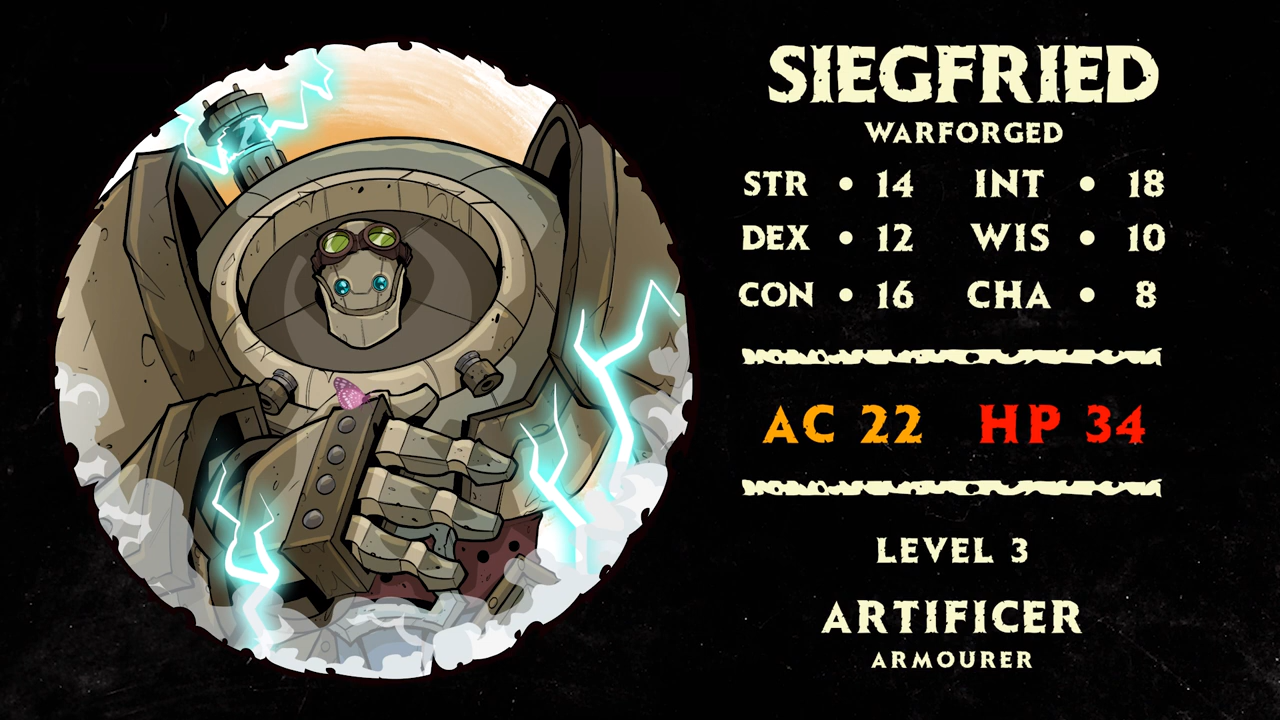 SIEGFRIED
WARFORGED
STR • 14 INT • 18
DEX • 12 WIS • 10
CON • 16 CHA • 8
AC 22 HP 34
LEVEL 3
ARTIFICER
ARMOURER